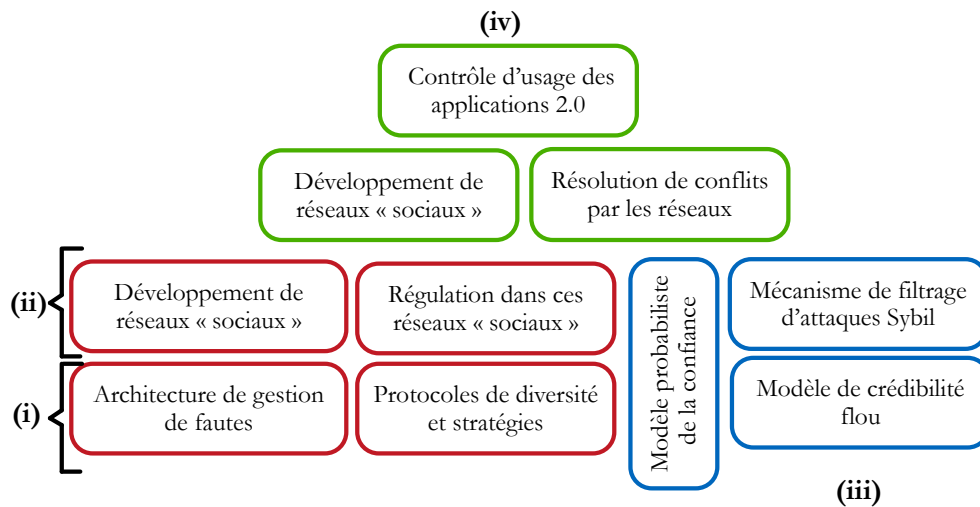 (iv)
Contrôle d’usage des
applications 2.0
Développement de
réseaux « sociaux »
Résolution de conflits
par les réseaux
(ii)
Développement de
réseaux « sociaux »
Régulation dans ces
réseaux « sociaux »
Modèle probabiliste
de la confiance
Mécanisme de filtrage
d’attaques Sybil
(i)
Architecture de gestion
de fautes
Protocoles de diversité
et stratégies
Modèle de crédibilité
flou
(iii)